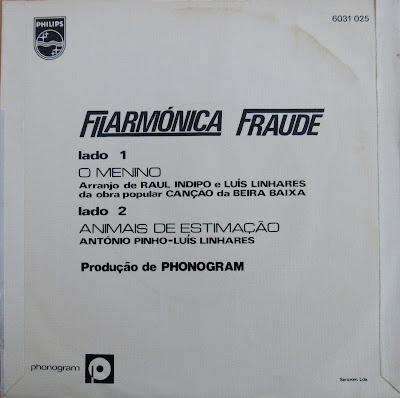 PHILIPS
6031 025
FILARMÓNICA FRAUDE
lado 1
O MENINO
Arranjo de RAUL INDIPO e LUÍS LINHARES
da obra popular CANÇÃO da BEIRA BAIXA
lado 2
ANIMAIS DE ESTIMAÇÃO
ANTÓNIO PINHO-LUÍS LINHARES
Produção de PHONOGRAM
phonogram